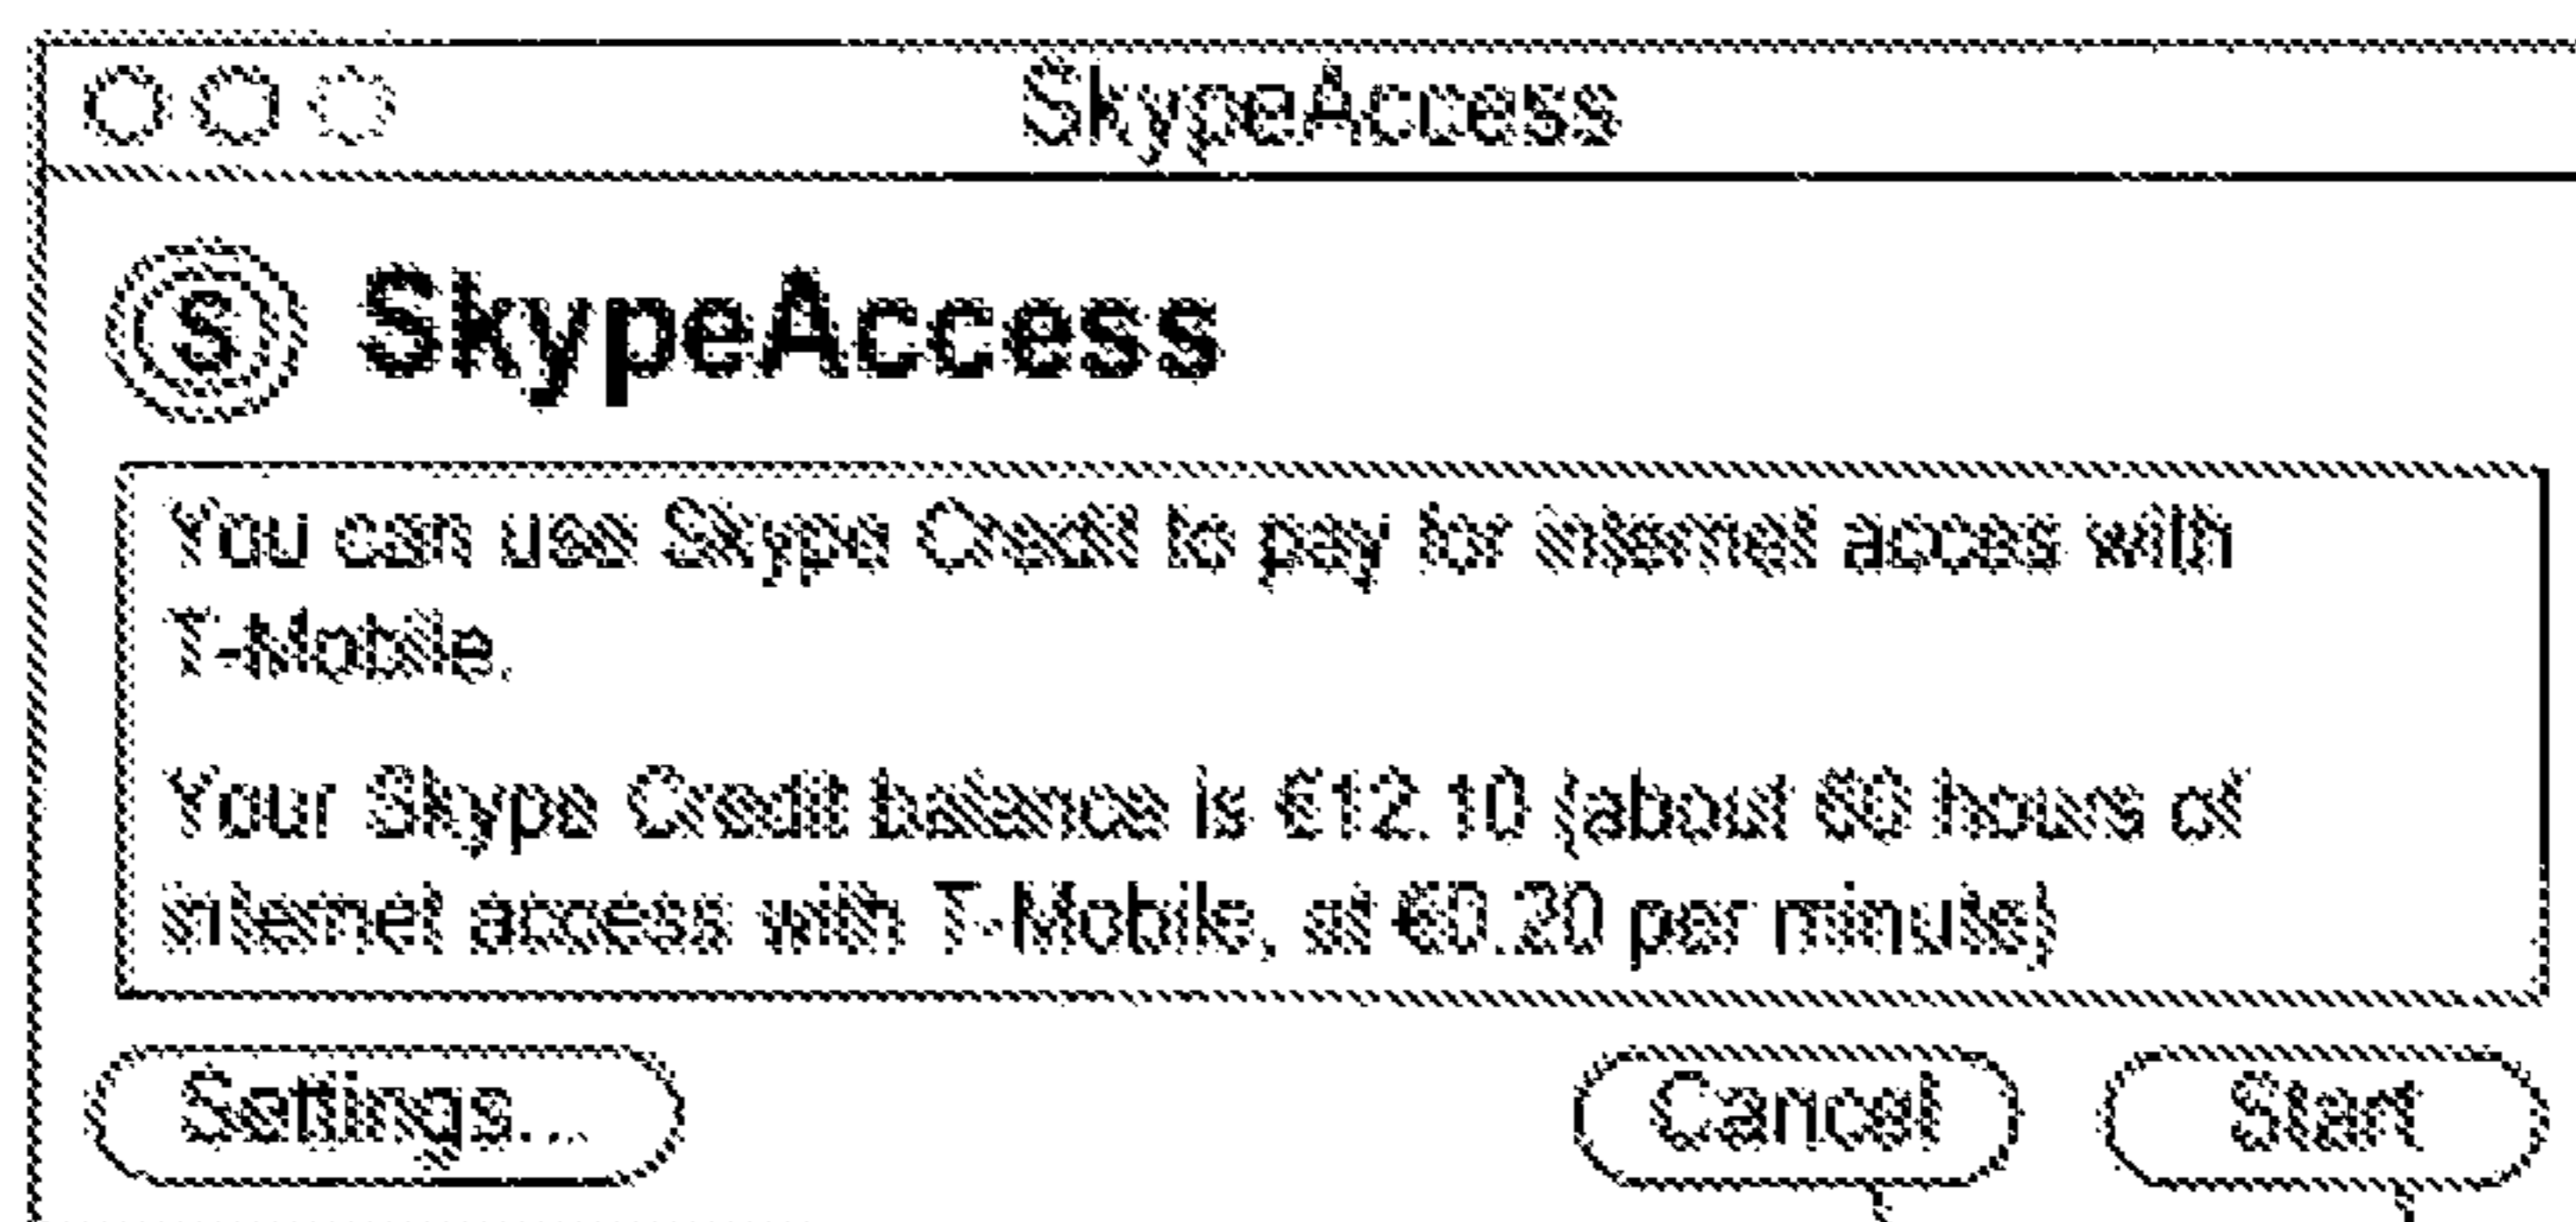 SkypeAccess
S SkypeAccess
You can use Skype Credit to pay for internet acces with
T-Mobile.
Your Skype Credit balance is €12.10 (about 60 hours of
internet access with T-Mobile, at €0.20 per minute)
Settings... Cancel Start